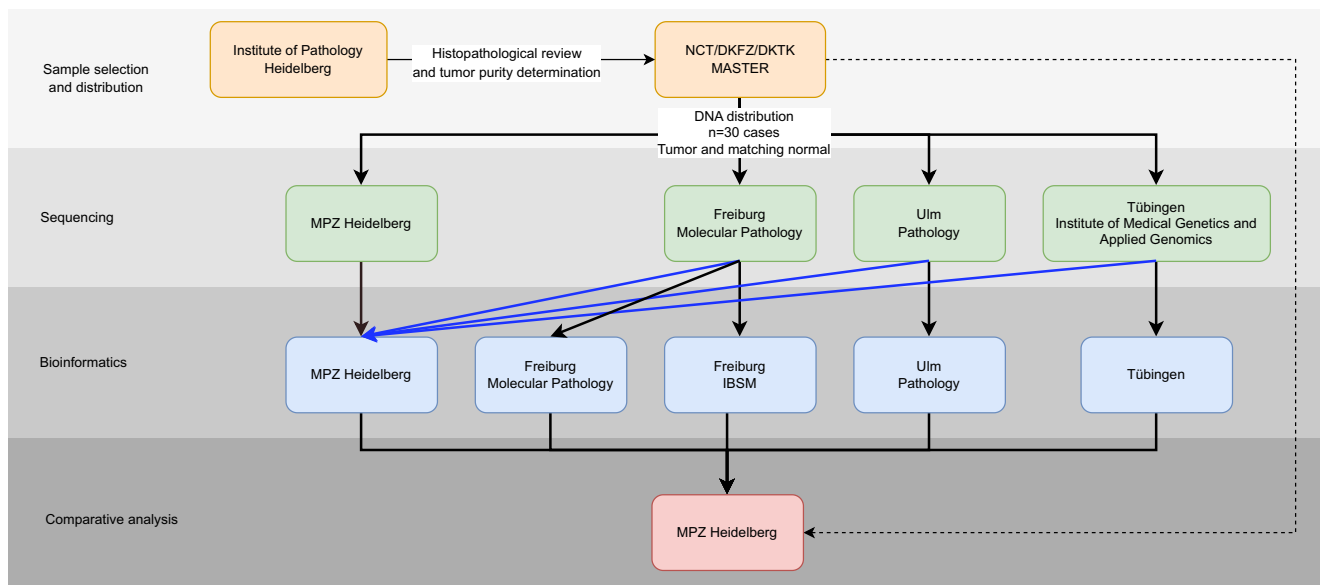 Sample selection
and distribution
Institute of Pathology
Heidelberg
Histopathological review
and tumor purity determination
NCT/DKFZ/DKTK
MASTER
DNA distribution
n=30 cases
Tumor and matching normal
Sequencing
MPZ Heidelberg
Freiburg
Molecular Pathology
Ulm
Pathology
Tübingen
Institute of Medical Genetics and
Applied Genomics
Bioinformatics
MPZ Heidelberg
Freiburg
Molecular Pathology
Freiburg
IBSM
Ulm
Pathology
Tübingen
Comparative analysis
MPZ Heidelberg